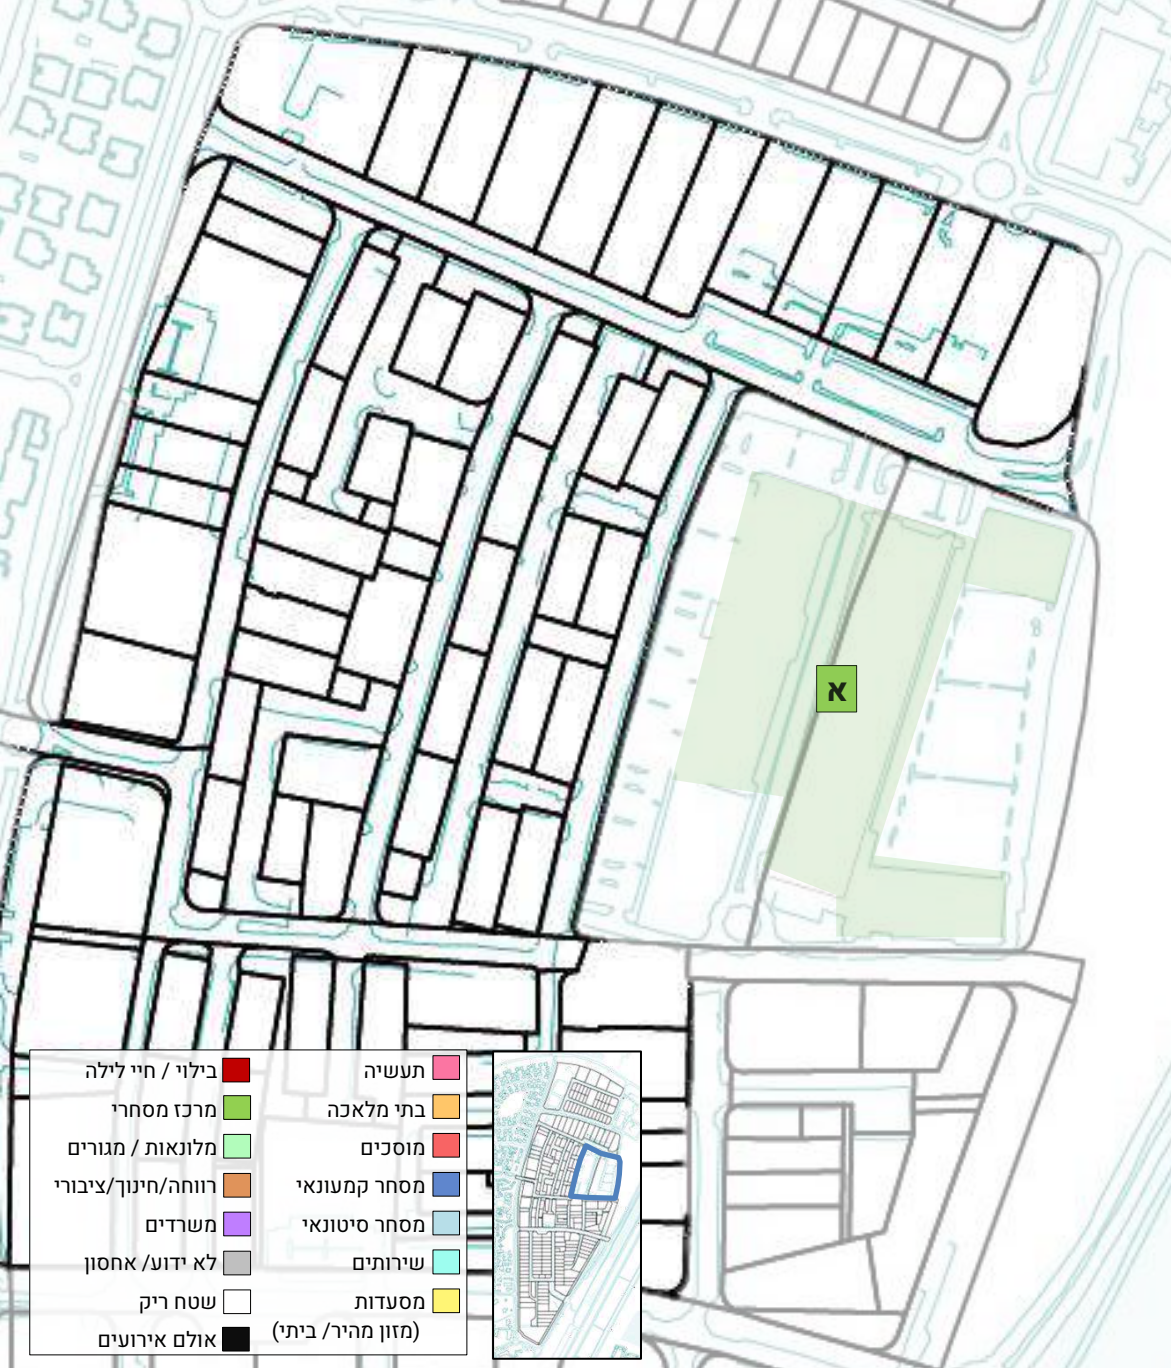 א
תעשיה
בתי מלאכה
מוסכים
מסחר קמעונאי
מסחר סיטונאי
שירותים
מסעדות
(מזון מהיר/ ביתי)
בילוי / חיי לילה
מרכז מסחרי
מלונאות / מגורים
רווחה/חינוך/ציבורי
משרדים
לא ידוע/ אחסון
שטח ריק
אולם אירועים